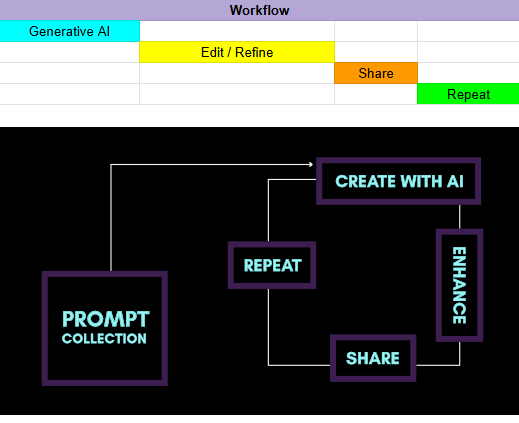 Workflow
Generative AI
Edit / Refine
Share
Repeat
CREATE WITH AI
REPEAT
ENHANCE
PROMPT
COLLECTION
SHARE